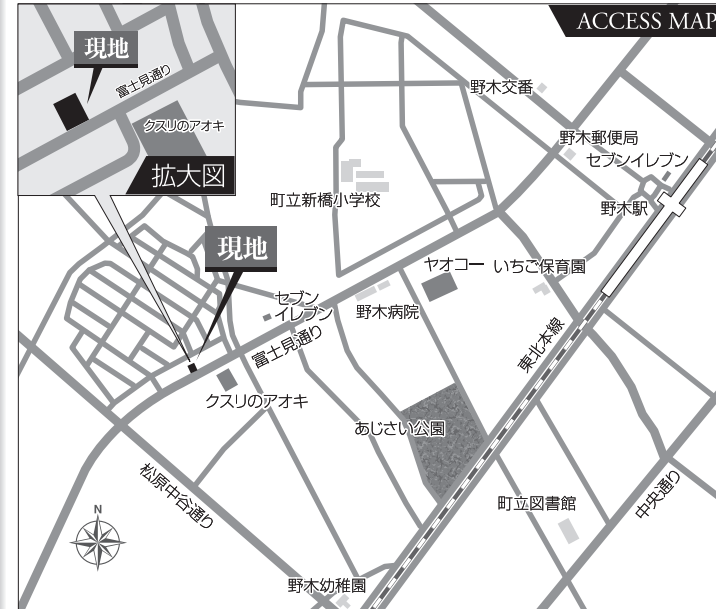 ACCESS MAP
現地
富士見通り
クスリのアオキ
拡大図
野木交番
野木郵便局
セブンイレブン
町立新橋小学校
野木駅
現地
ヤオコー
いちご保育園
セブン
イレブン
野木病院
富士見通り
東北本線
クスリのアオキ
あじさい公園
松原中谷通り
町立図書館
中央通り
N
野木幼稚園